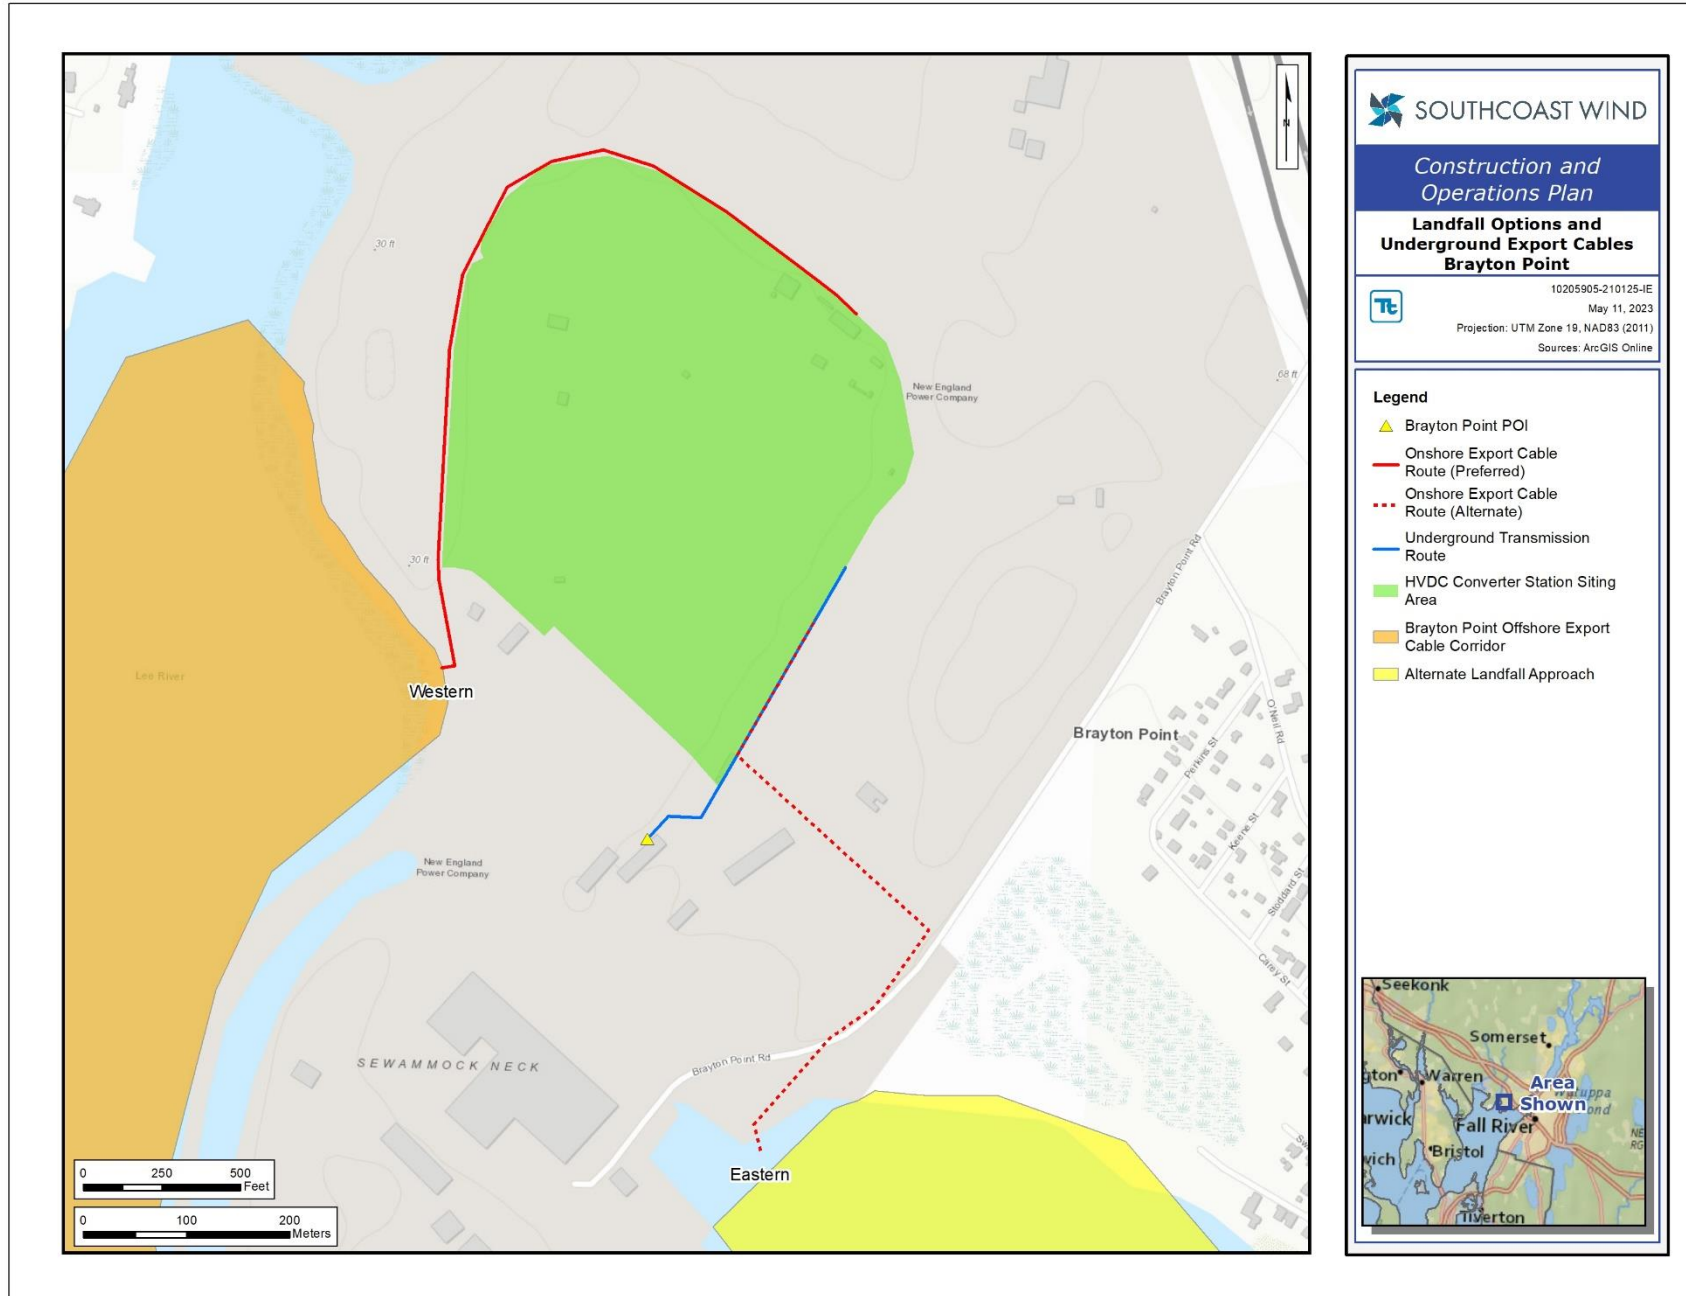 30 ft
N
68 ft
New England
Power Company
30 ft
Brayton Point Rd
Lee River
Western
O'Neil Rd
Brayton Point
Perkins St
Keene St
Stoddard St
New England
Power Company
Carey St
SEWAMMOCK NECK
Brayton Point Rd
Eastern
0 250 500
Feet
0 100 200
Meters
SOUTHCOAST WIND
Construction and
Operations Plan
Landfall Options and
Underground Export Cables
Brayton Point
Tt
10205905-210125-IE
May 11, 2023
Projection: UTM Zone 19, NAD83 (2011)
Sources: ArcGIS Online
Legend
Brayton Point POI
Onshore Export Cable
Route (Preferred)
Onshore Export Cable
Route (Alternate)
Underground Transmission
Route
HVDC Converter Station Siting
Area
Brayton Point Offshore Export
Cable Corridor
Alternate Landfall Approach
Seekonk
Somerset
gton
Warren
Area
Shown
rwick
Fall River
wich
Bristol
NE
RG
Tiverton